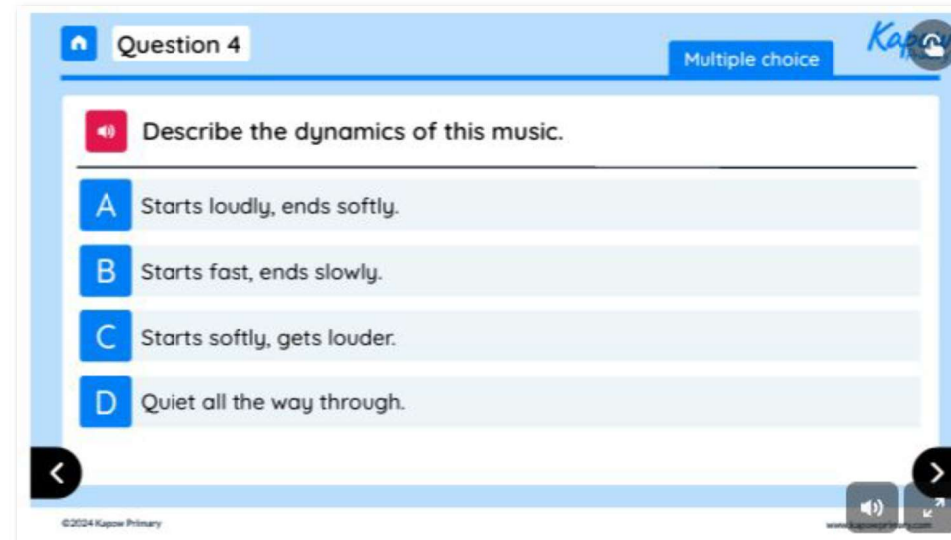 Question 4
Multiple choice
Describe the dynamics of this music.
A Starts loudly, ends softly.
B Starts fast, ends slowly.
C Starts softly, gets louder.
D Quiet all the way through.
©2024 Kapow Primary